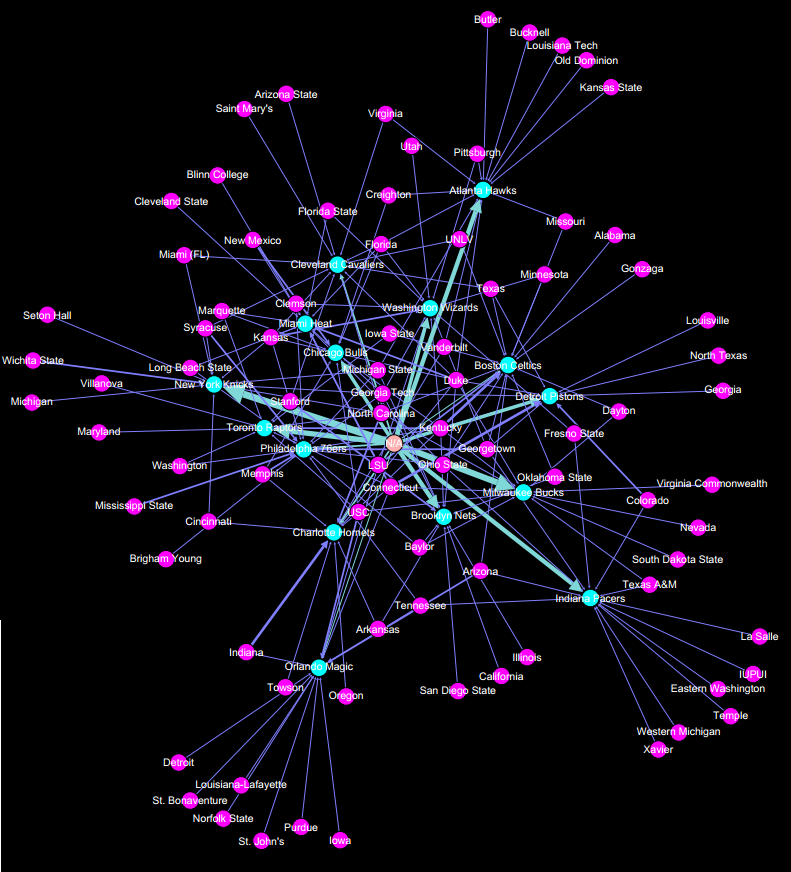 Butler
Bucknell
Louisiana Tech
Old Dominion
Kansas State
Arizona State
Saint Mary's
Virginia
Utah
Pittsburgh
Blinn College
Creighton
Atlanta Hawks
Cleveland State
Florida State
Missouri
Alabama
New Mexico
Florida
UNLV
Miami (FL)
Cleveland Cavaliers
Minnesota
Gonzaga
Texas
Clemson
Washington Wizards
Marquette
Seton Hall
Syracuse
Miami Heat
Louisville
Kansas
Iowa State
Vanderbilt
Chicago Bulls
North Texas
Wichita State
Long Beach State
Michigan State
Boston Celtics
Villanova
New York Knicks
Duke
Georgia
Georgia Tech
Detroit Pistons
Michigan
Stanford
North Carolina
Dayton
Maryland
Toronto Raptors
Kentucky
Fresno State
N/A
Philadelphia 76ers
Georgetown
Washington
LSU
Ohio State
Memphis
Oklahoma State
Connecticut
Milwaukee Bucks
Virginia Commonwealth
Mississippi State
Colorado
USC
Brooklyn Nets
Cincinnati
Nevada
Charlotte Hornets
Baylor
Brigham Young
South Dakota State
Arizona
Texas A&M
Indiana Pacers
Tennessee
Arkansas
La Salle
Indiana
Illinois
Orlando Magic
California
IUPUI
Towson
San Diego State
Eastern Washington
Oregon
Temple
Western Michigan
Xavier
Detroit
Louisiana-Lafayette
St. Bonaventure
Norfolk State
Purdue
St. John's
Iowa